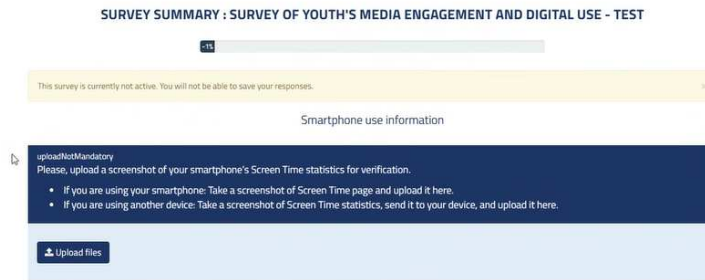 SURVEY SUMMARY : SURVEY OF YOUTH'S MEDIA ENGAGEMENT AND DIGITAL USE - TEST
-1%
This survey is currently not active. You will not be able to save your responses.
Smartphone use information
uploadNotMandatory
Please, upload a screenshot of your smartphone's Screen Time statistics for verification.
• If you are using your smartphone: Take a screenshot of Screen Time page and upload it here.
• If you are using another device: Take a screenshot of Screen Time statistics, send it to your device, and upload it here.
Upload files